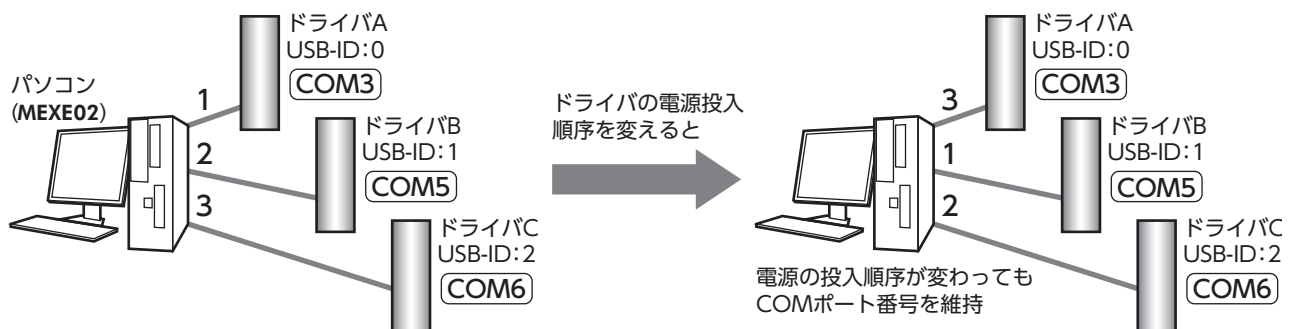 パソコン
(MEXE02)
1
2
3
ドライバA
USB-ID:0
COM3
ドライバB
USB-ID:1
COM5
ドライバC
USB-ID:2
COM6
ドライバの電源投入
順序を変えると
3
1
2
ドライバA
USB-ID:0
COM3
ドライバB
USB-ID:1
COM5
ドライバC
USB-ID:2
COM6
電源の投入順序が変わっても
COMポート番号を維持